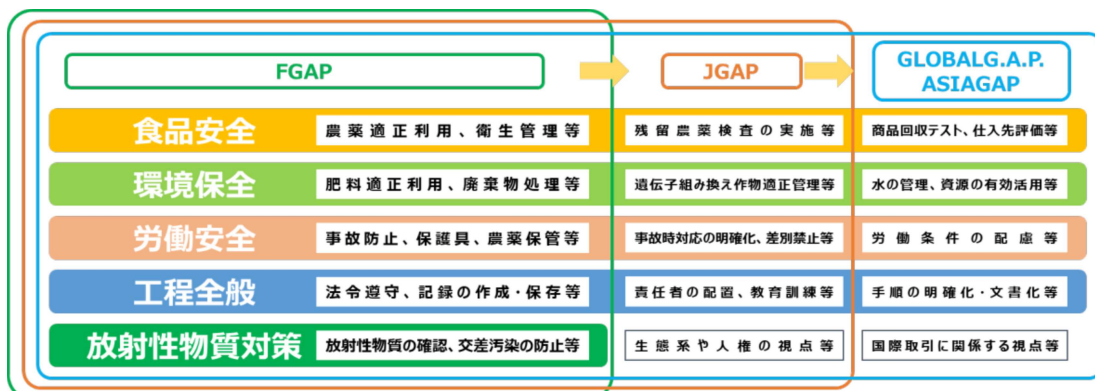 FGAP
JGAP
GLOBALG.A.P.
ASIAGAP
食品安全
農薬適正利用、衛生管理等
残留農薬検査の実施等
商品回収テスト、仕入先評価等
環境保全
肥料適正利用、廃棄物処理等
遺伝子組み換え作物適正管理等
水の管理、資源の有効活用等
労働安全
事故防止、保護具、農薬保管等
事故時対応の明確化、差別禁止等
労働条件の配慮等
工程全般
法令遵守、記録の作成・保存等
責任者の配置、教育訓練等
手順の明確化・文書化等
放射性物質対策
放射性物質の確認、交差汚染の防止等
生態系や人権の視点等
国際取引に関係する視点等